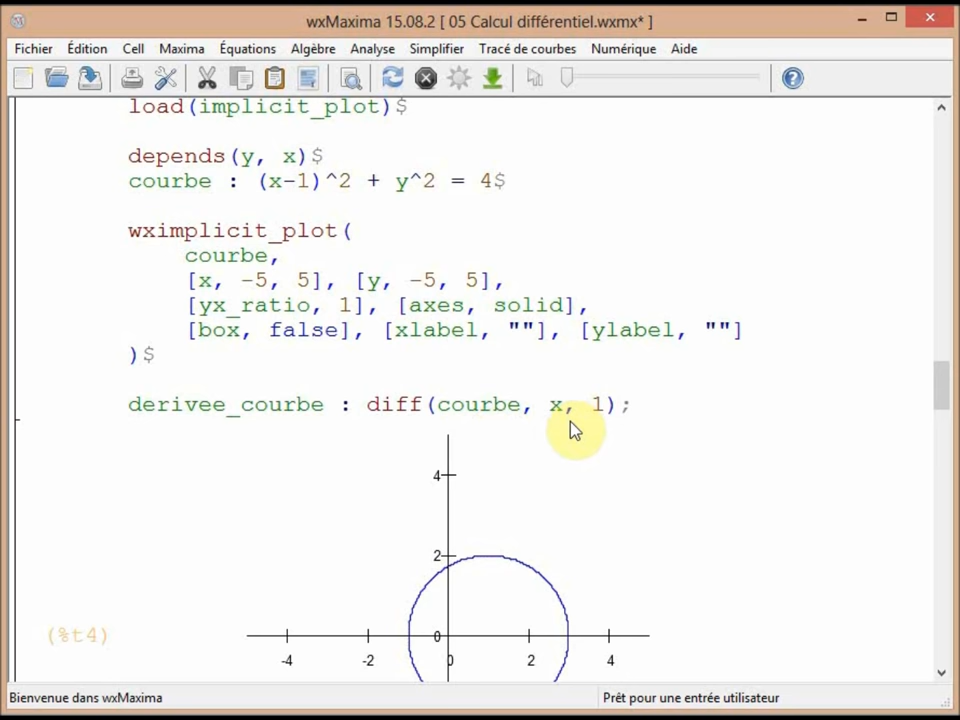 wxMaxima 15.08.2 [ 05 Calcul différentiel.wxmx* ]
Fichier Édition Cell Maxima Équations Algèbre Analyse Simplifier Tracé de courbes Numérique Aide
load(implicit_plot)$
depends(y, x)$
courbe : (x-1)^2 + y^2 = 4$
wximplicit_plot(
courbe,
[x, -5, 5], [y, -5, 5],
[yx_ratio, 1], [axes, solid],
[box, false], [xlabel, ""], [ylabel, ""]
)$
derivee_courbe : diff(courbe, x, 1);
4
2
(%t4)
0
-4 -2 0 2 4
Bienvenue dans wxMaxima Prêt pour une entrée utilisateur